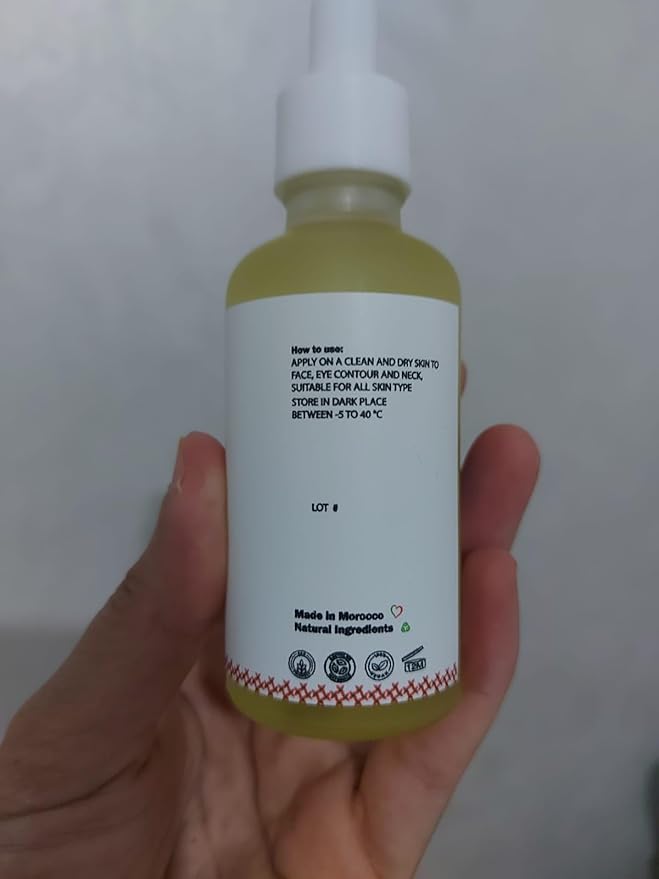 How to use:
APPLY ON A CLEAN AND DRY SKIN TO
FACE, EYE CONTOUR AND NECK,
SUITABLE FOR ALL SKIN TYPE
STORE IN DARK PLACE
BETWEEN -5 TO 40 °C
LOT #
Made in Morocco
Natural Ingredients
12M